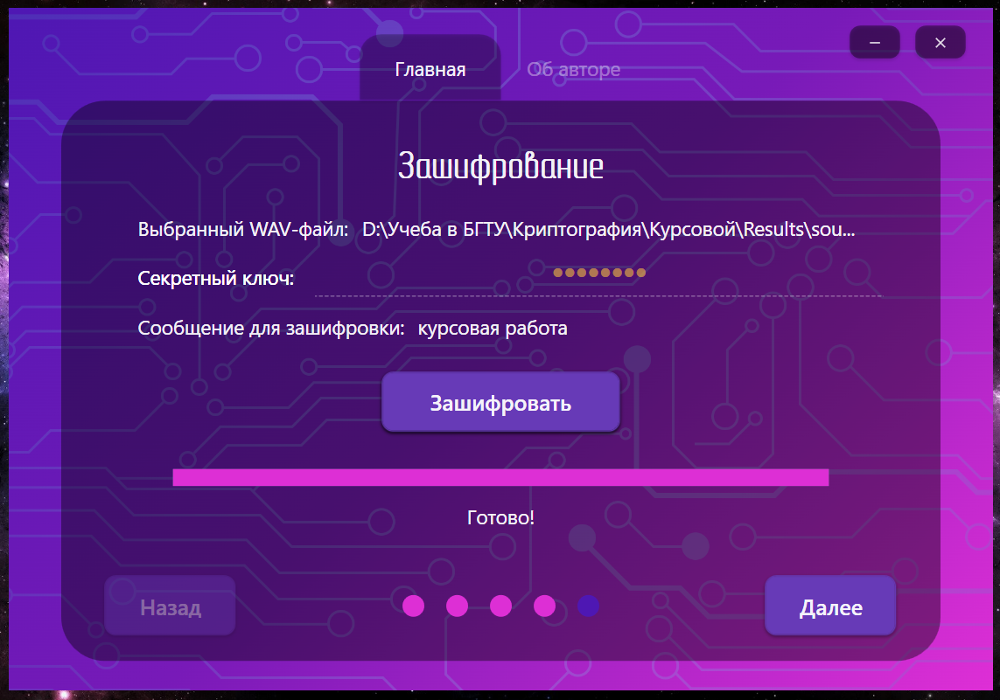 Главная
Об авторе
Зашифрование
Выбранный WAV-файл: D:\Учеба в БГТУ\Криптография\Курсовой\Results\sou...
Секретный ключ: ●●●●●●●●
Сообщение для зашифровки: курсовая работа
Зашифровать
Готово!
Назад
Далее